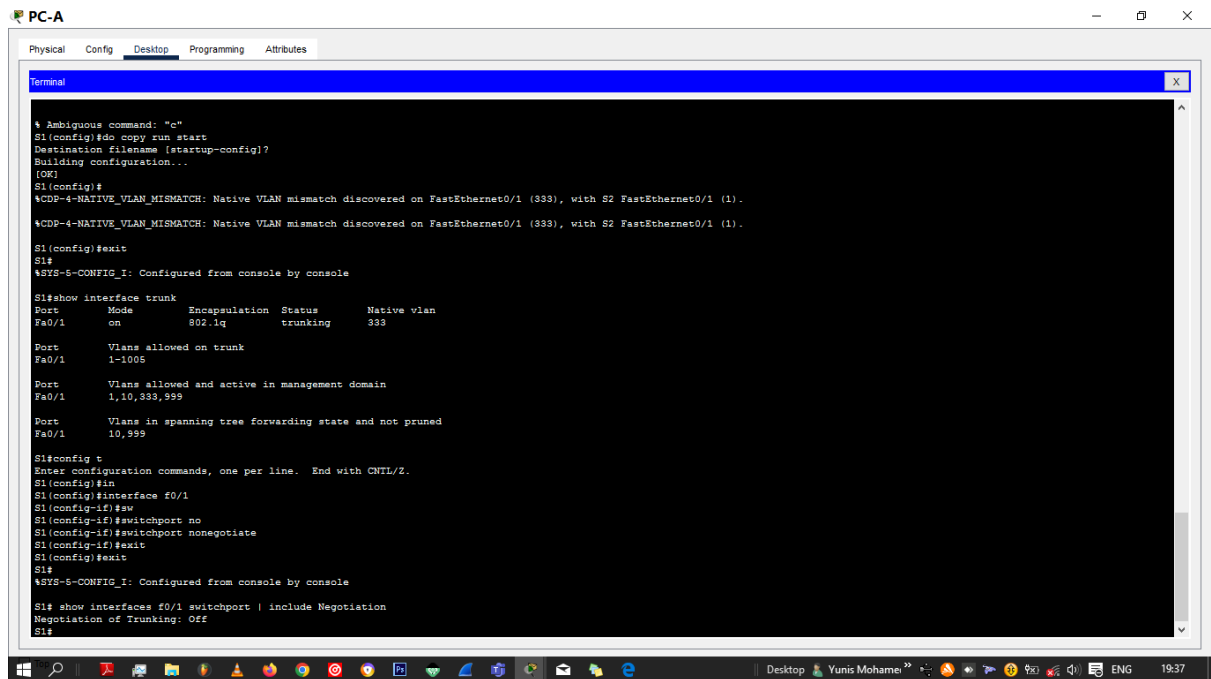 PC-A
Physical Config Desktop Programming Attributes
Terminal
X
% Ambiguous command: "c"
S1(config)#do copy run start
Destination filename [startup-config]?
Building configuration...
[OK]
S1(config)#
%CDP-4-NATIVE_VLAN_MISMATCH: Native VLAN mismatch discovered on FastEthernet0/1 (333), with S2 FastEthernet0/1 (1).
%CDP-4-NATIVE_VLAN_MISMATCH: Native VLAN mismatch discovered on FastEthernet0/1 (333), with S2 FastEthernet0/1 (1).
S1(config)#exit
S1#
%SYS-5-CONFIG_I: Configured from console by console
S1#show interface trunk
Port Mode Encapsulation Status Native vlan
Fa0/1 on 802.1q trunking 333
Port Vlans allowed on trunk
Fa0/1 1-1005
Port Vlans allowed and active in management domain
Fa0/1 1,10,333,999
Port Vlans in spanning tree forwarding state and not pruned
Fa0/1 10,999
S1#config t
Enter configuration commands, one per line. End with CNTL/Z.
S1(config)#in
S1(config)#interface f0/1
S1(config-if)#sw
S1(config-if)#switchport no
S1(config-if)#switchport nonegotiate
S1(config-if)#exit
S1(config)#exit
S1#
%SYS-5-CONFIG_I: Configured from console by console
S1# show interfaces f0/1 switchport | include Negotiation
Negotiation of Trunking: Off
S1#
Top
Ps
Desktop Yunis Mohame ENG 19:37